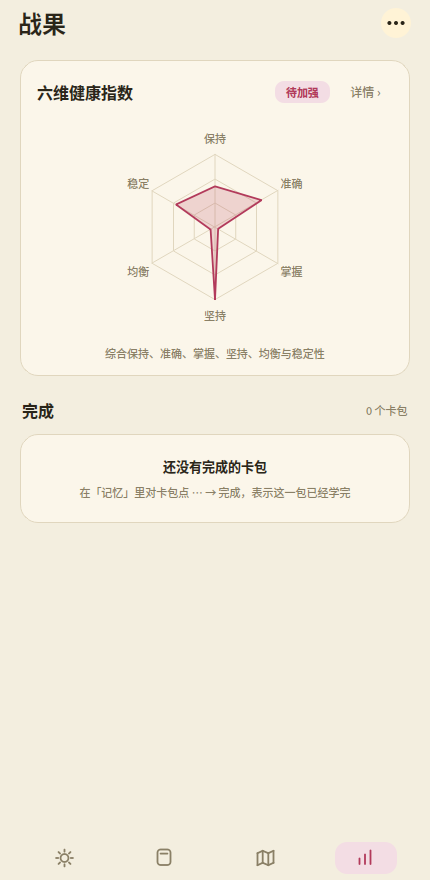 战果
六维健康指数
待加强
详情 ›
保持
稳定
准确
均衡
掌握
坚持
综合保持、准确、掌握、坚持、均衡与稳定性
完成
0 个卡包
还没有完成的卡包
在「记忆」里对卡包点 ⋯ → 完成，表示这一包已经学完